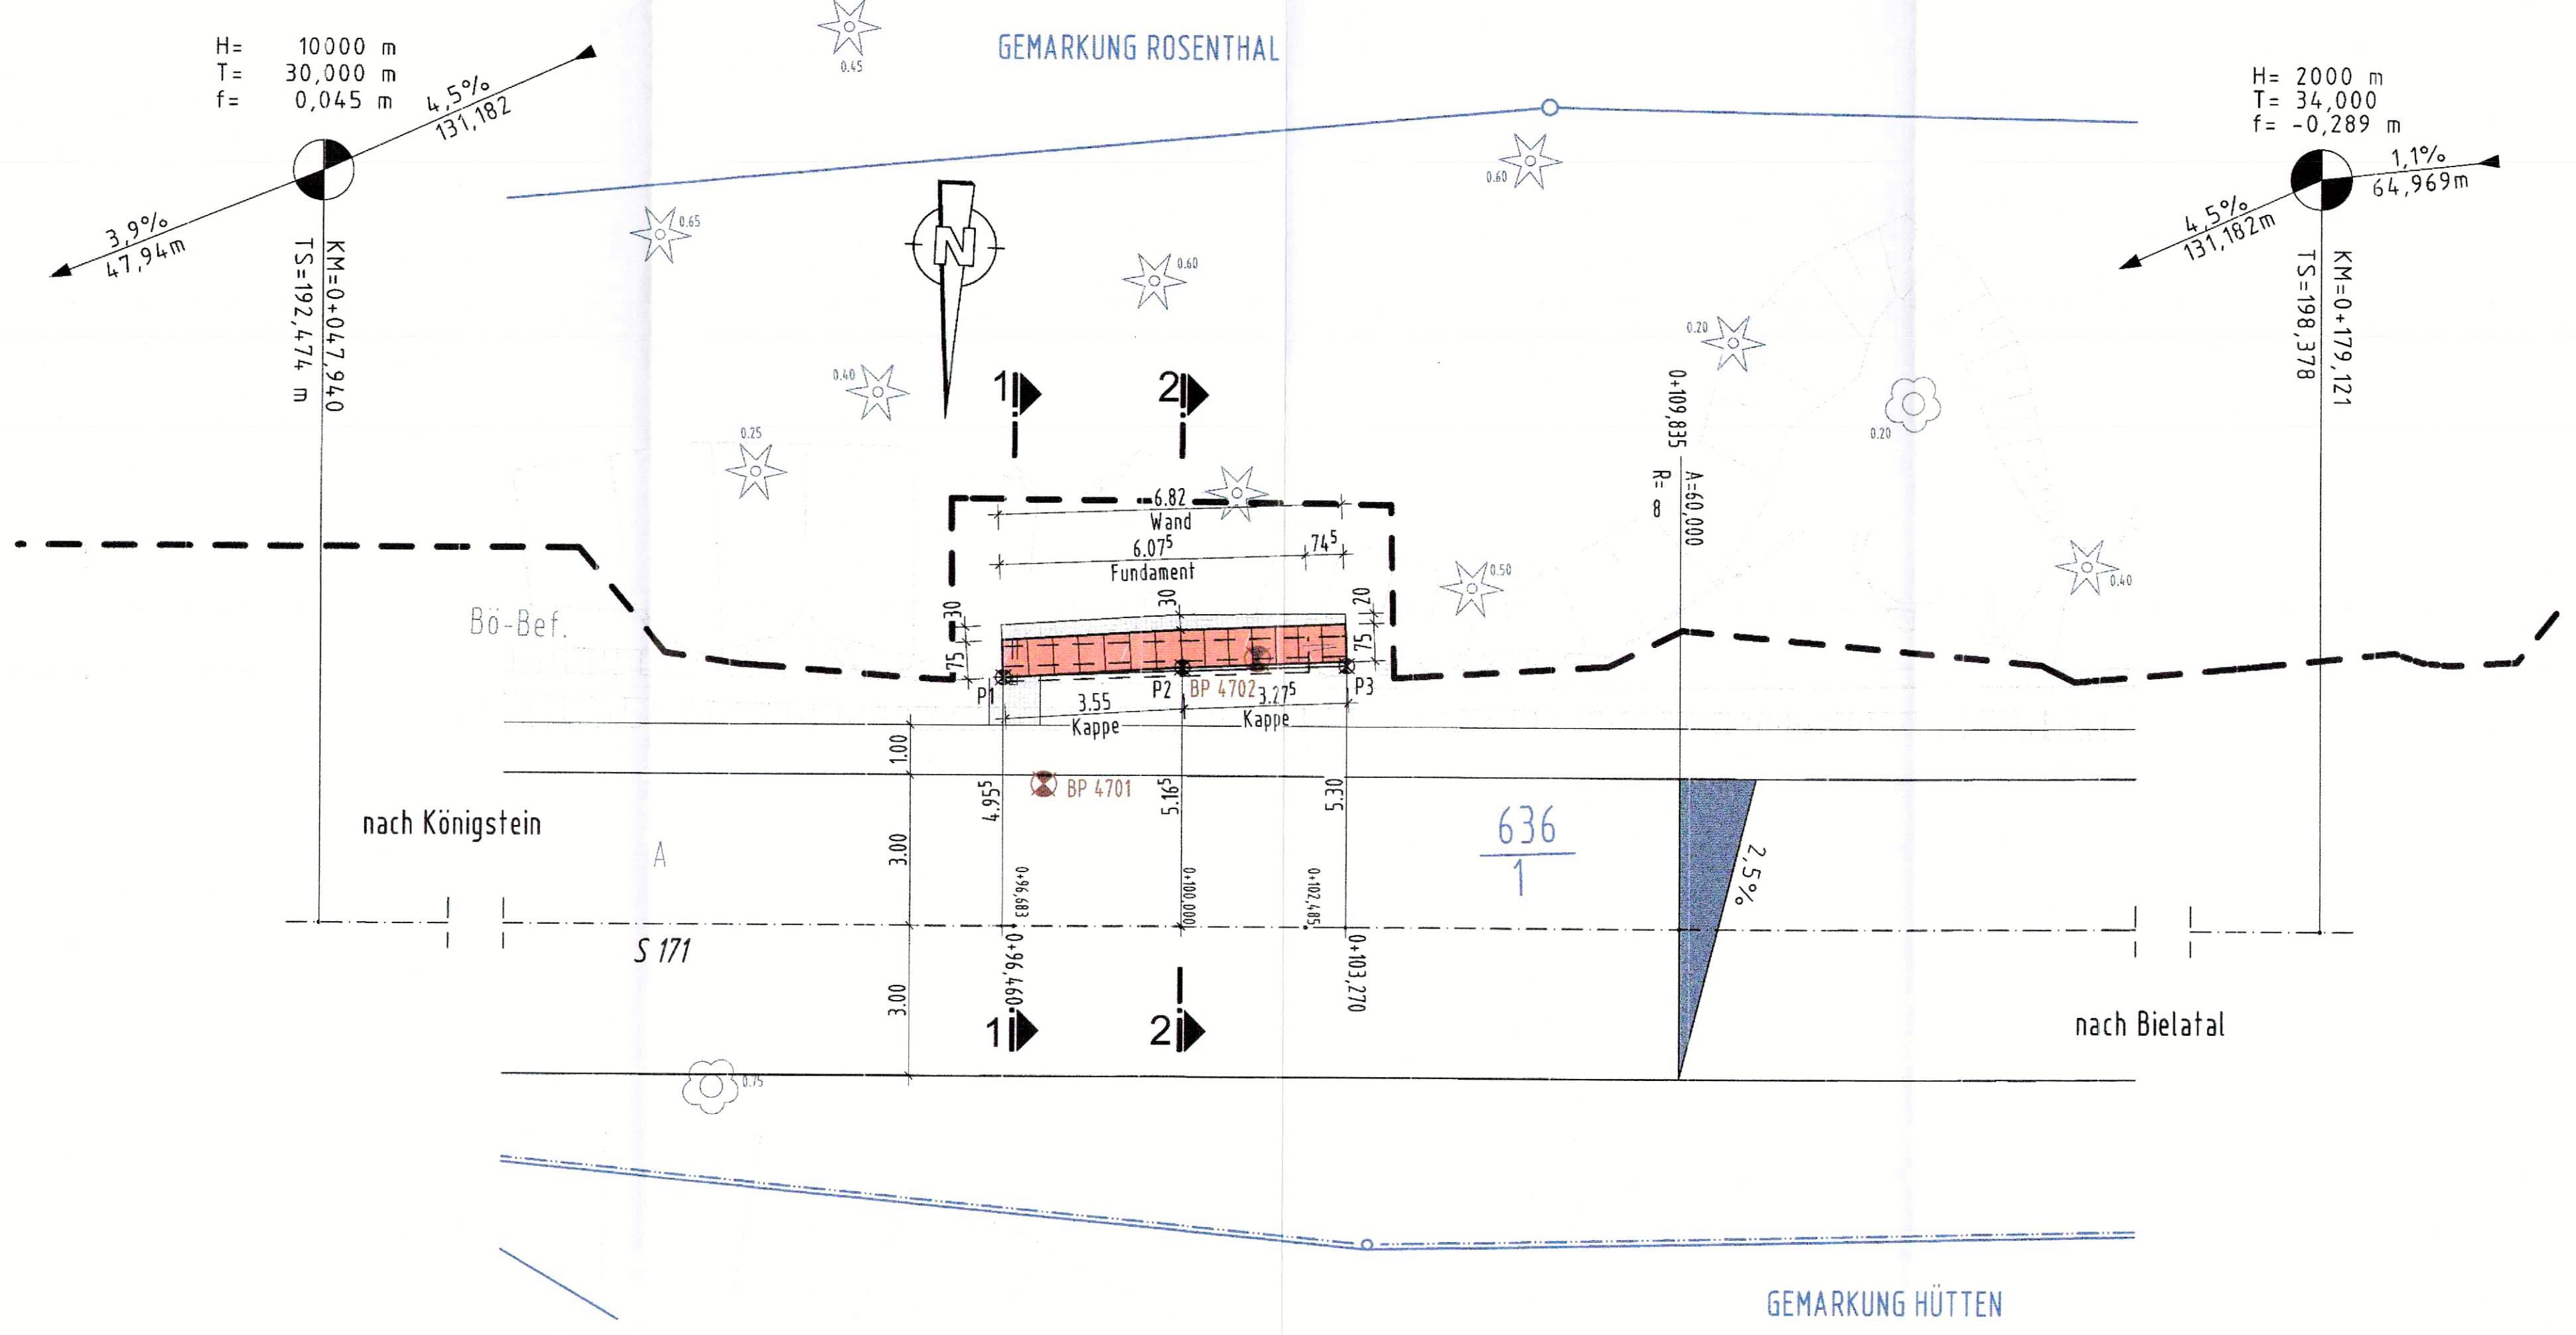 H= 10000 m
T= 30,000 m
f= 0,045 m
4,5%
131,182
3,9%
47,94m
KM=0+047,940
TS=192,474 m
0.45
GEMARKUNG ROSENTHAL
0.60
H= 2000 m
T= 34,000
f= -0,289 m
1,1%
64,969m
4,5%
131,182m
KM=0+179,121
TS=198,378
0.65
N
0.60
0.40
0.25
0.20
0.20
0.50
0.40
1
2
0+109,835
A=60,000
R= ∞
6.82
Wand
6.07⁵
74⁵
Fundament
30
30
20
75
75
Bö-Bef.
P1
P2
BP 4702
P3
3.55
3.27⁵
Kappe
Kappe
1.00
4.95⁵
BP 4701
5.16⁵
5.30
nach Königstein
A
3.00
636
1
2,5%
0+96,683
0+100,000
0+102,485
S 171
3.00
0+96,460
0+103,270
1
2
nach Bielatal
0.75
GEMARKUNG HÜTTEN